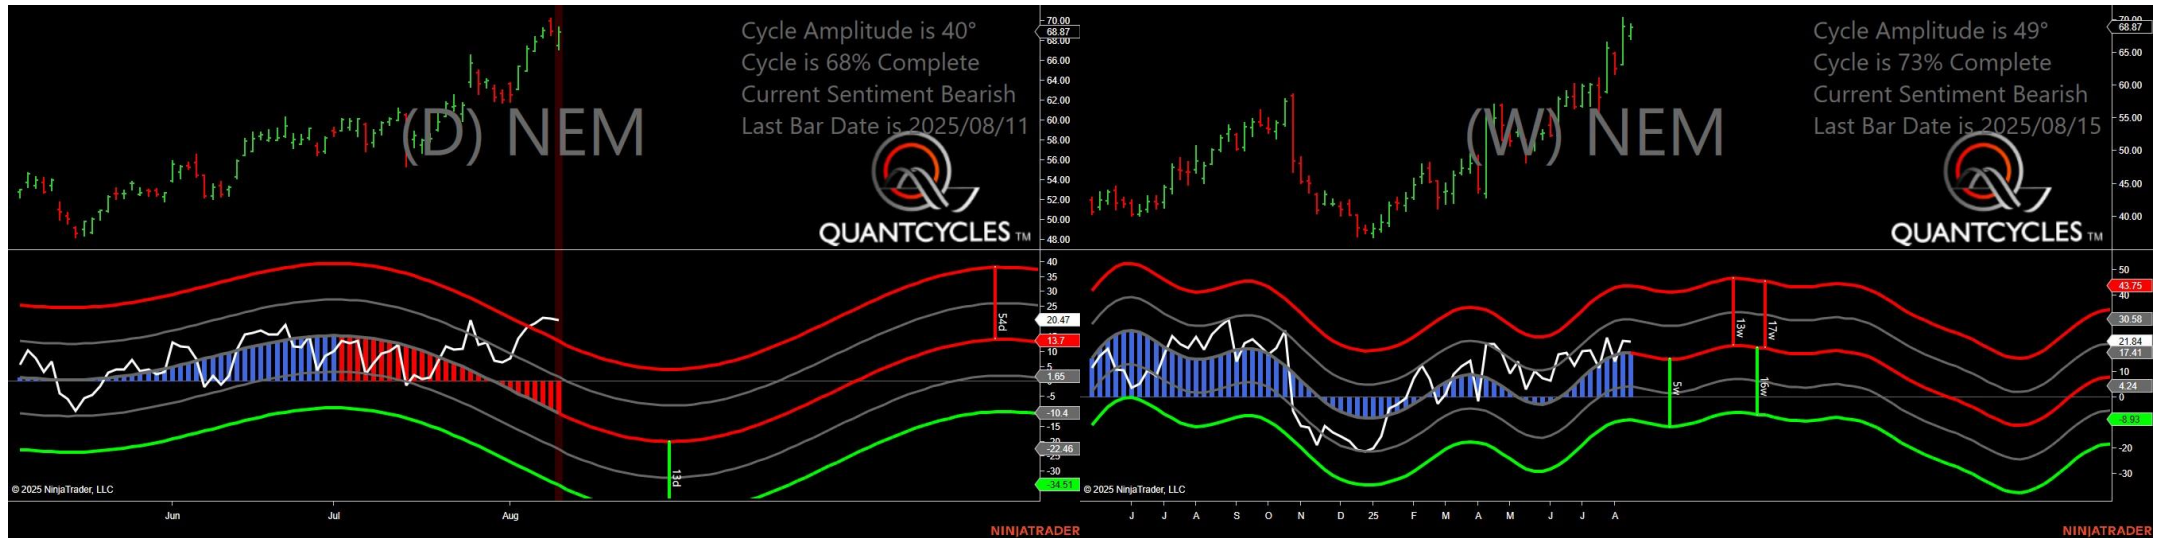 Cycle Amplitude is 40°
Cycle is 68% Complete
Current Sentiment Bearish
Last Bar Date is 2025/08/11
(D) NEM
QUANTCYCLES TM
70.00
68.87
68.00
66.00
64.00
62.00
60.00
58.00
56.00
54.00
52.00
50.00
48.00
40
35
30
25
20.47
13.7
10
5
1.65
-5
-10.4
-15
-20
-22.46
-25
-30
-34.51
54d
13d
© 2025 NinjaTrader, LLC
Jun
Jul
Aug
NINJATRADER
Cycle Amplitude is 49°
Cycle is 73% Complete
Current Sentiment Bearish
Last Bar Date is 2025/08/15
(W) NEM
QUANTCYCLES TM
70.00
68.87
65.00
60.00
55.00
50.00
45.00
40.00
50
43.75
40
30.58
21.84
17.41
10
4.24
0
-8.93
-20
-30
13w
17w
5w
16w
© 2025 NinjaTrader, LLC
J
J
A
S
O
N
D
25
F
M
A
M
J
J
A
NINJATRADER